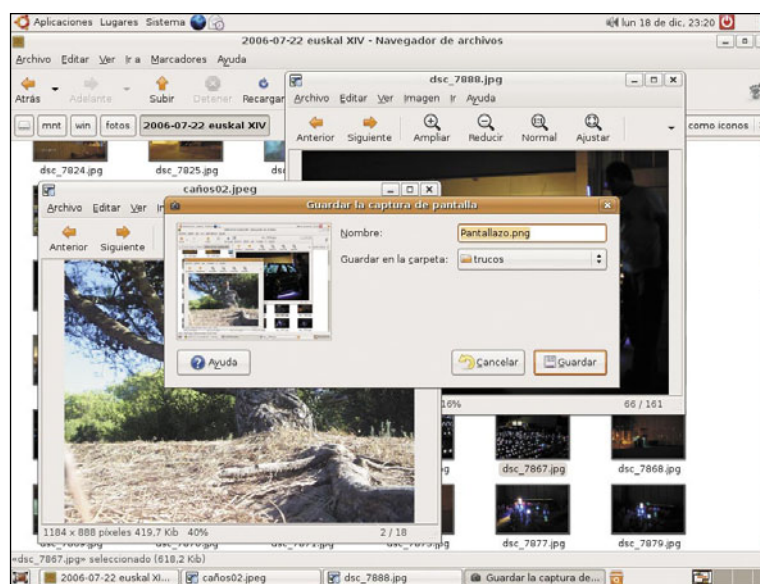 Aplicaciones Lugares Sistema
lun 18 de dic, 23:20
2006-07-22 euskal XIV - Navegador de archivos
Archivo Editar Ver Ir a Marcadores Ayuda
Atrás Adelante Subir Detener Recargar
mnt win fotos 2006-07-22 euskal XIV
como iconos
dsc_7824.jpg dsc_7825.jpg
dsc_7888.jpg
Archivo Editar Ver Imagen Ir Ayuda
Anterior Siguiente Ampliar Reducir Normal Ajustar
caños02.jpeg
Archivo Editar Ver
Anterior Siguiente
Guardar la captura de pantalla
Nombre: Pantallazo.png
Guardar en la carpeta: trucos
Ayuda Cancelar Guardar
16% 66 / 161
dsc_7867.jpg dsc_7868.jpg
dsc_7877.jpg dsc_7879.jpg
1184 x 888 píxeles 419,7 Kib 40% 2 / 18
«dsc_7867.jpg» seleccionado (618,2 Kib)
2006-07-22 euskal XI... caños02.jpeg dsc_7888.jpg Guardar la captura de...